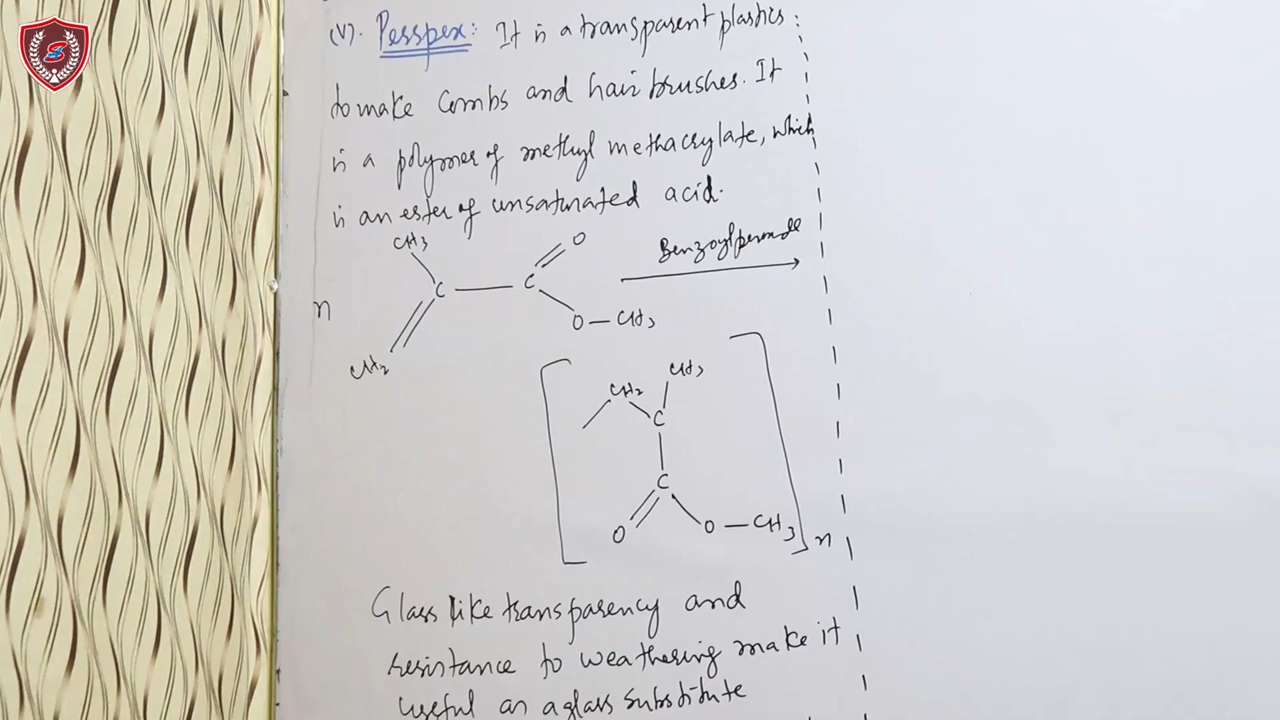 (V). Pesspex: It is a transparent plastics
to make Combs and hair brushes. It
is a polymer of methyl methacrylate, which
is an ester of unsaturated acid.
CH3
O
Benzoylperoxide
C — C
n
O — CH3
CH2
CH3
CH2
C
C
O
O — CH3
n
Glass like transparency and
resistance to weathering make it
useful as a glass substitute